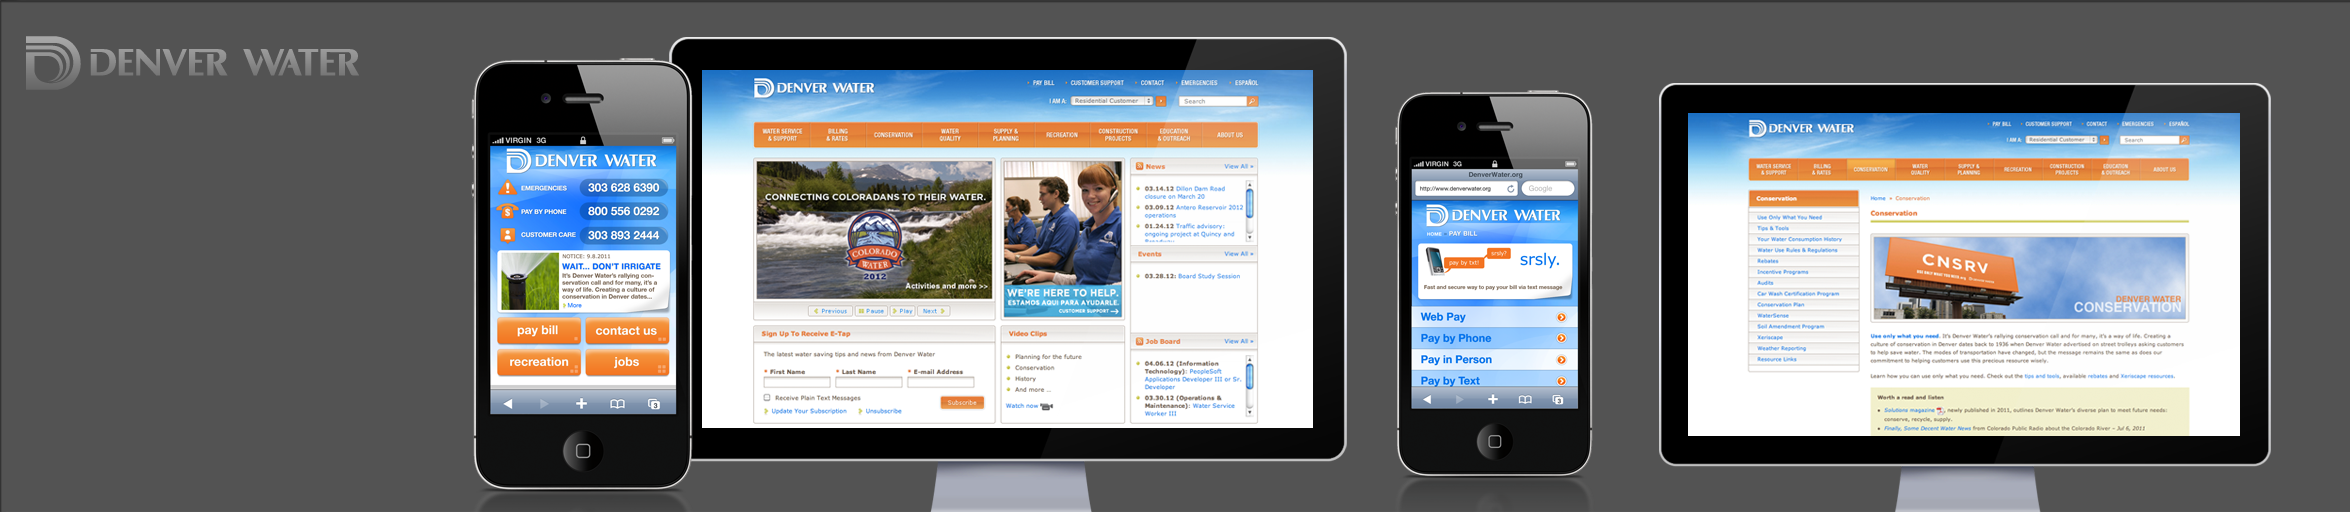 DENVER WATER
VIRGIN 3G
DENVER WATER
EMERGENCIES 303 628 6390
PAY BY PHONE 800 556 0292
CUSTOMER CARE 303 893 2444
NOTICE: 9.8.2011
WAIT... DON'T IRRIGATE
It's Denver Water's rallying con-
servation call and for many, it's a
way of life. Creating a culture of
conservation in Denver dates...
More
pay bill contact us
recreation jobs
3
DENVER WATER
PAY BILL CUSTOMER SUPPORT CONTACT EMERGENCIES ESPAÑOL
I AM A: Residential Customer Search
WATER SERVICE & SUPPORT
BILLING & RATES
CONSERVATION
WATER QUALITY
SUPPLY & PLANNING
RECREATION
CONSTRUCTION PROJECTS
EDUCATION & OUTREACH
ABOUT US
CONNECTING COLORADANS TO THEIR WATER.
COLORADO
WATER
2012
Activities and more >>
Previous Pause Play Next
WE'RE HERE TO HELP.
ESTAMOS AQUI PARA AYUDARLE.
CUSTOMER SUPPORT
News View All »
03.14.12 Dillon Dam Road
closure on March 20
03.09.12 Antero Reservoir 2012
operations
01.24.12 Traffic advisory:
ongoing project at Quincy and
Events View All »
03.28.12: Board Study Session
Job Board View All »
04.06.12 (Information
Technology): PeopleSoft
Applications Developer III or Sr.
Developer
03.30.12 (Operations &
Maintenance): Water Service
Worker III
Sign Up To Receive E-Tap
The latest water saving tips and news from Denver Water
* First Name * Last Name * E-mail Address
Receive Plain Text Messages
Subscribe
Update Your Subscription Unsubscribe
Video Clips
Planning for the future
Conservation
History
And more ...
Watch now
VIRGIN 3G
DenverWater.org
http://www.denverwater.org Google
DENVER WATER
HOME PAY BILL
pay by txt! srsly? srsly.
Fast and secure way to pay your bill via text message
Web Pay
Pay by Phone
Pay in Person
Pay by Text
3
DENVER WATER
PAY BILL CUSTOMER SUPPORT CONTACT EMERGENCIES ESPAÑOL
I AM A: Residential Customer Search
WATER SERVICE & SUPPORT
BILLING & RATES
CONSERVATION
WATER QUALITY
SUPPLY & PLANNING
RECREATION
CONSTRUCTION PROJECTS
EDUCATION & OUTREACH
ABOUT US
Conservation
Use Only What You Need
Tips & Tools
Your Water Consumption History
Water Use Rules & Regulations
Rebates
Incentive Programs
Audits
Car Wash Certification Program
Conservation Plan
WaterSense
Soil Amendment Program
Xeriscape
Weather Reporting
Resource Links
Home » Conservation
Conservation
CNSRV
USE ONLY WHAT YOU NEED
DENVER WATER
CONSERVATION
Use only what you need. It's Denver Water's rallying conservation call and for many, it's a way of life. Creating a
culture of conservation in Denver dates back to 1936 when Denver Water advertised on street trolleys asking customers
to help save water. The modes of transportation have changed, but the message remains the same as does our
commitment to helping customers use this precious resource wisely.
Learn how you can use only what you need. Check out the tips and tools, available rebates and Xeriscape resources.
Worth a read and listen
Solutions magazine , newly published in 2011, outlines Denver Water's diverse plan to meet future needs:
conserve, recycle, supply.
Finally, Some Decent Water News from Colorado Public Radio about the Colorado River – Jul 6, 2011